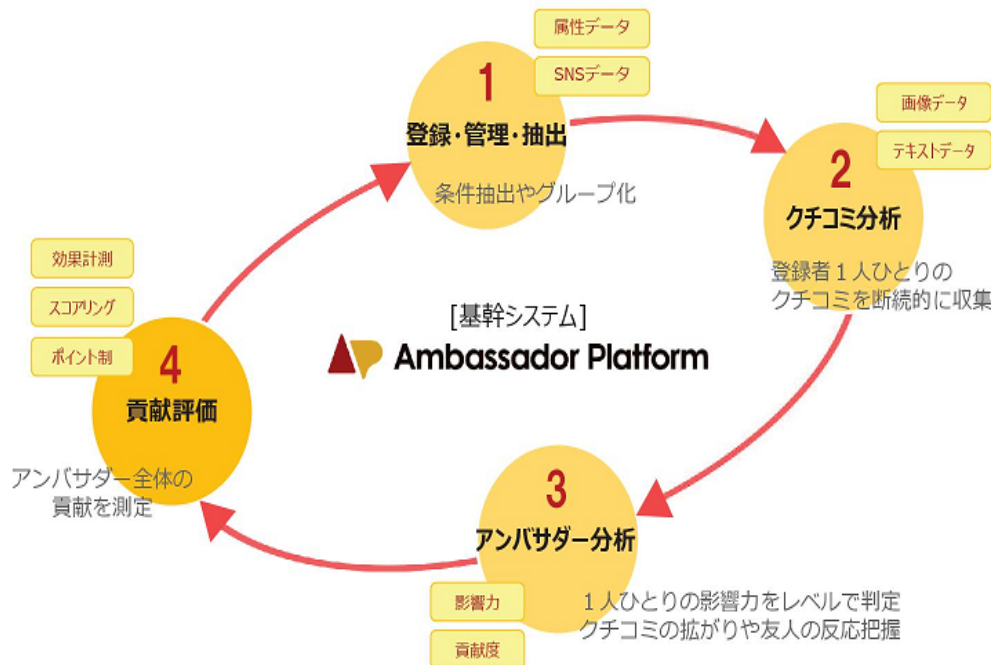 属性データ
SNSデータ
1
登録・管理・抽出
条件抽出やグループ化
画像データ
テキストデータ
2
クチコミ分析
登録者1人ひとりの
クチコミを断続的に収集
[基幹システム]
Ambassador Platform
効果計測
スコアリング
ポイント制
4
貢献評価
アンバサダー全体の
貢献を測定
3
アンバサダー分析
影響力
貢献度
1人ひとりの影響力をレベルで判定
クチコミの拡がりや友人の反応把握